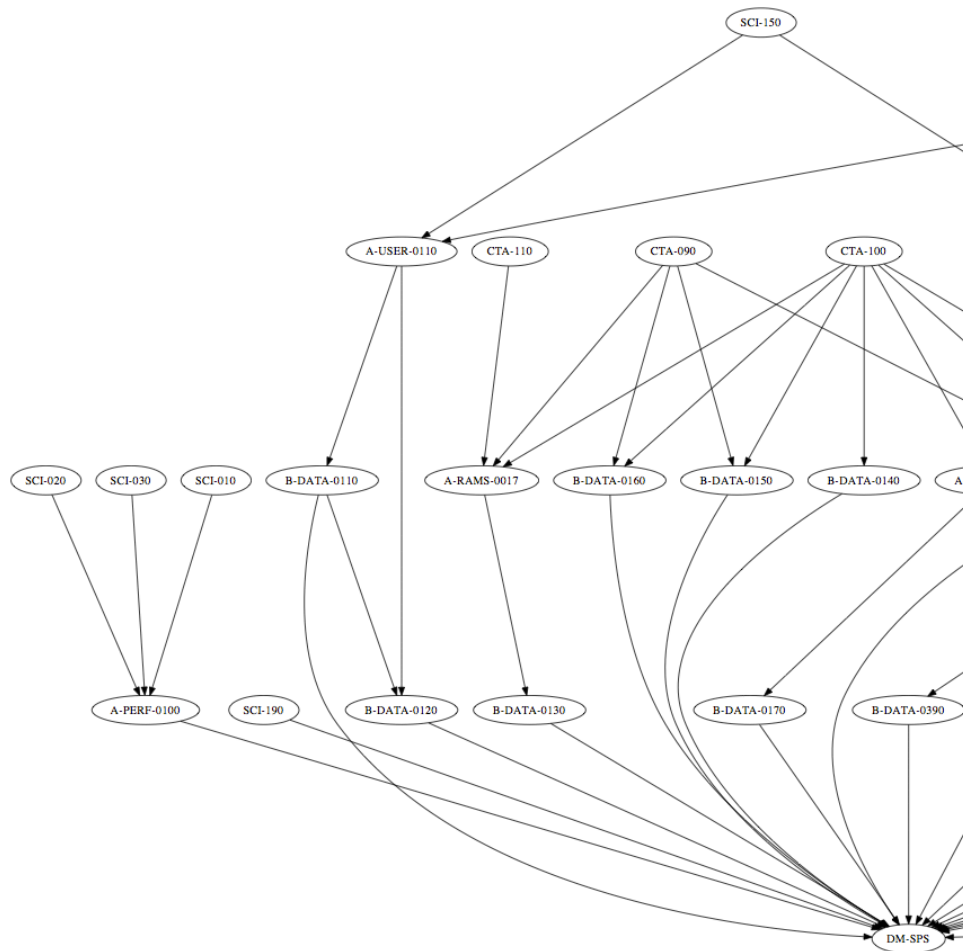 SCI-150
A-USER-0110
CTA-110
CTA-090
CTA-100
SCI-020
SCI-030
SCI-010
B-DATA-0110
A-RAMS-0017
B-DATA-0160
B-DATA-0150
B-DATA-0140
A-PERF-0100
SCI-190
B-DATA-0120
B-DATA-0130
B-DATA-0170
B-DATA-0390
DM-SPS